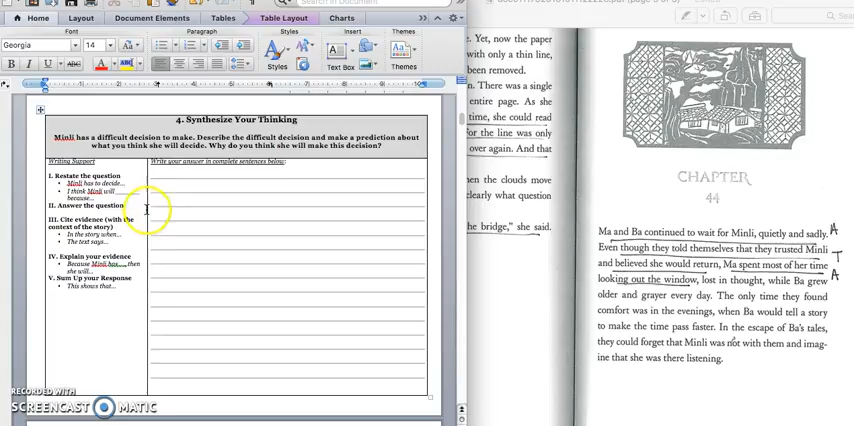 Search in Document
Home
Layout
Document Elements
Tables
Table Layout
Charts
Font
Paragraph
Styles
Insert
Themes
Georgia
14
Aa
B I U ABC
A
Styles
Text Box
Shape
Themes
4. Synthesize Your Thinking
Minli has a difficult decision to make. Describe the difficult decision and make a prediction about
what you think she will decide. Why do you think she will make this decision?
Writing Support
Write your answer in complete sentences below:
I. Restate the question
• Minli has to decide...
• I think Minli will _____
because...
II. Answer the question
III. Cite evidence (with the
context of the story)
• In the story when...
• The text says...
IV. Explain your evidence
• Because Minli has...., then
she will...
V. Sum Up your Response
• This shows that...
RECORDED WITH
SCREENCAST MATIC
e. Yet, now the paper
with only a thin line,
been removed.
n. There was a single
entire page. As she
time, she could read
For the line was only
over again. And that
hen the clouds move
clearly what question
he bridge," she said.
CHAPTER
44
Ma and Ba continued to wait for Minli, quietly and sadly. A
Even though they told themselves that they trusted Minli T
and believed she would return, Ma spent most of her time A
looking out the window, lost in thought, while Ba grew
older and grayer every day. The only time they found
comfort was in the evenings, when Ba would tell a story
to make the time pass faster. In the escape of Ba's tales,
they could forget that Minli was not with them and imag-
ine that she was there listening.